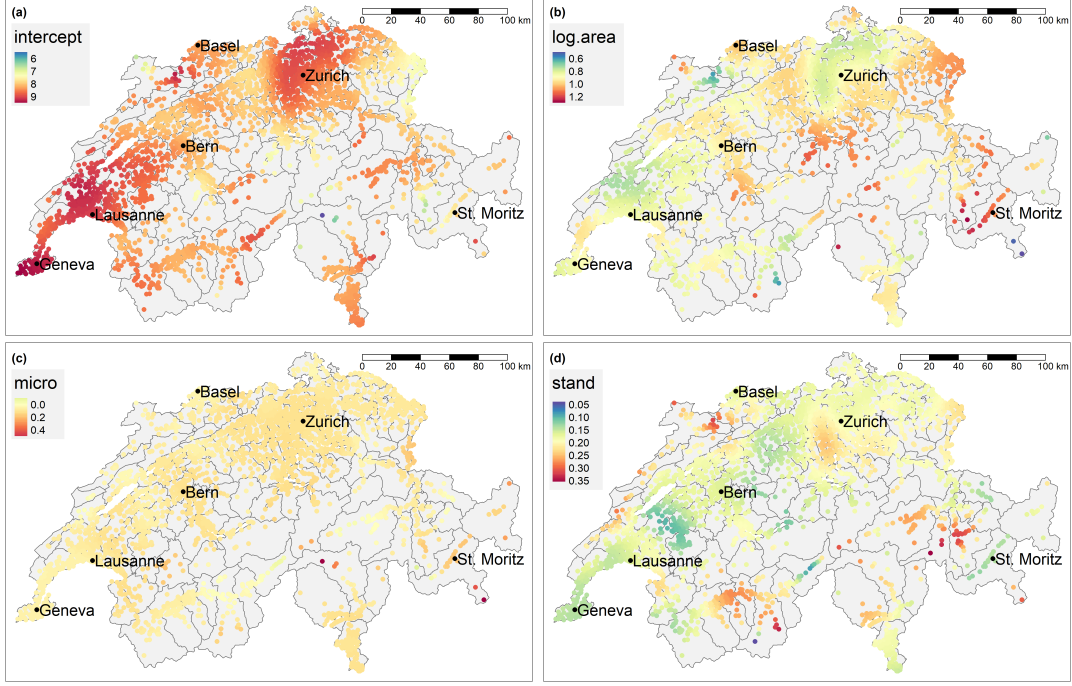 (a)
intercept
6
7
8
9
0 20 40 60 80 100 km
Basel
Zurich
Bern
Lausanne
St. Moritz
Geneva
(b)
log.area
0.6
0.8
1.0
1.2
0 20 40 60 80 100 km
Basel
Zurich
Bern
Lausanne
St. Moritz
Geneva
(c)
micro
0.0
0.2
0.4
0 20 40 60 80 100 km
Basel
Zurich
Bern
Lausanne
St. Moritz
Geneva
(d)
stand
0.05
0.10
0.15
0.20
0.25
0.30
0.35
0 20 40 60 80 100 km
Basel
Zurich
Bern
Lausanne
St. Moritz
Geneva